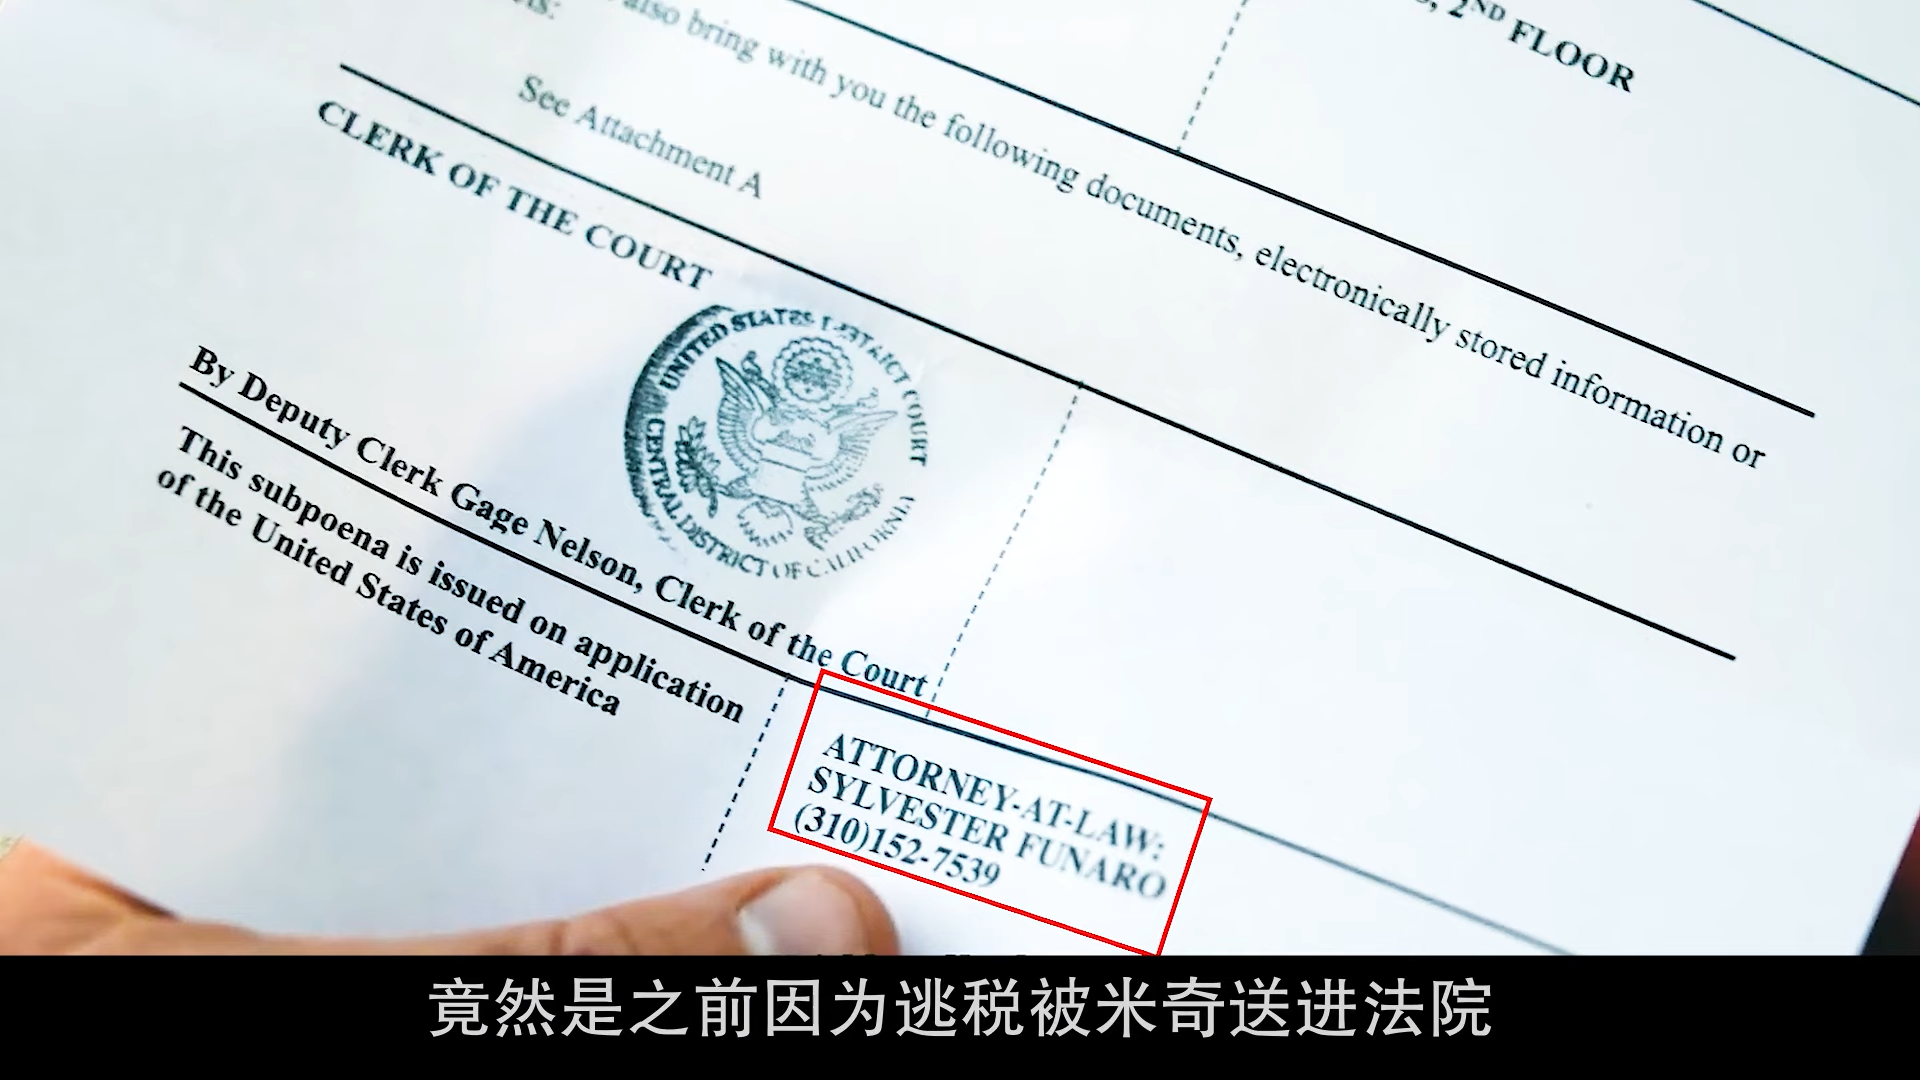 , 2ND FLOOR
also bring with you the following documents, electronically stored information or
See Attachment A
CLERK OF THE COURT
UNITED STATES DISTRICT COURT
CENTRAL DISTRICT OF CALIFORNIA
By Deputy Clerk Gage Nelson, Clerk of the Court
This subpoena is issued on application
of the United States of America
ATTORNEY-AT-LAW:
SYLVESTER FUNARO
(310)152-7539
竟然是之前因为逃税被米奇送进法院